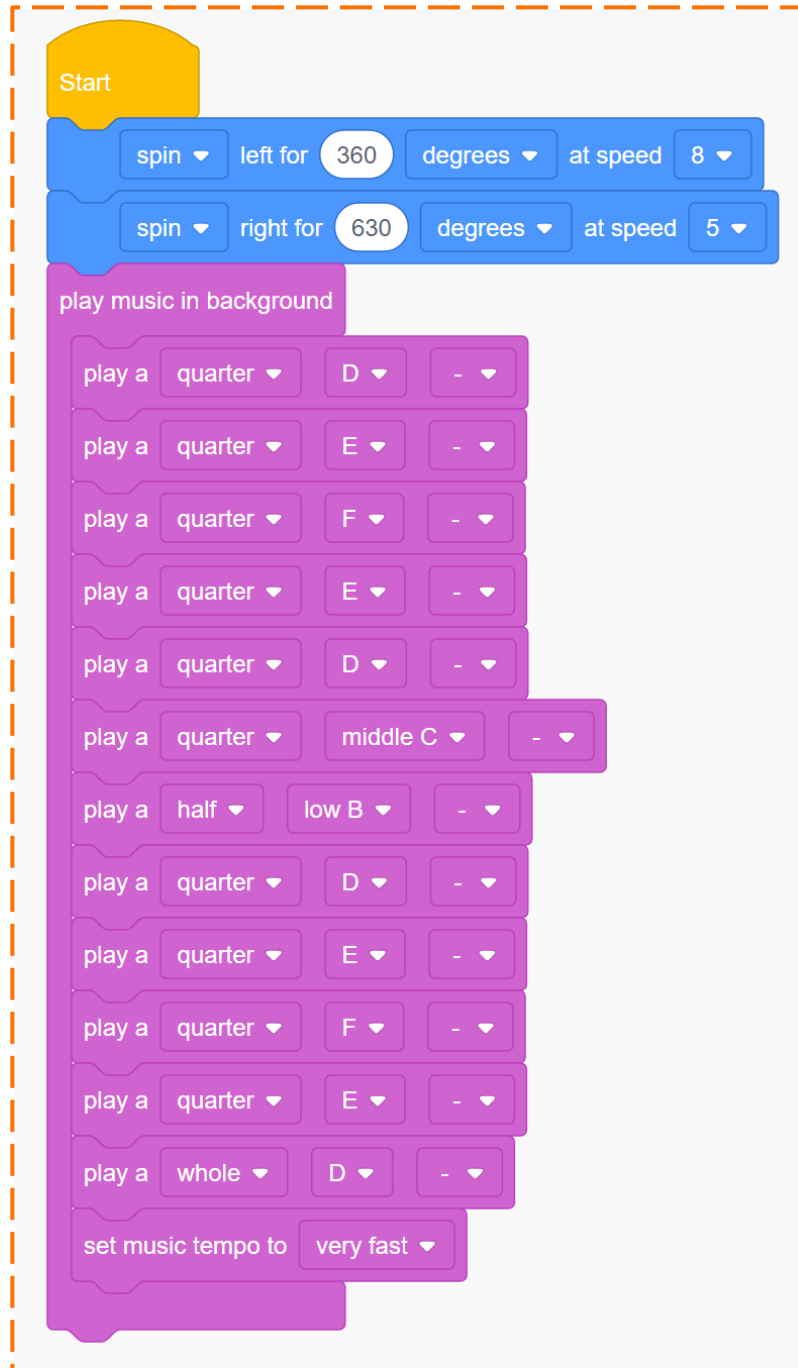 Start
spin left for 360 degrees at speed 8
spin right for 630 degrees at speed 5
play music in background
play a quarter D -
play a quarter E -
play a quarter F -
play a quarter E -
play a quarter D -
play a quarter middle C -
play a half low B -
play a quarter D -
play a quarter E -
play a quarter F -
play a quarter E -
play a whole D -
set music tempo to very fast